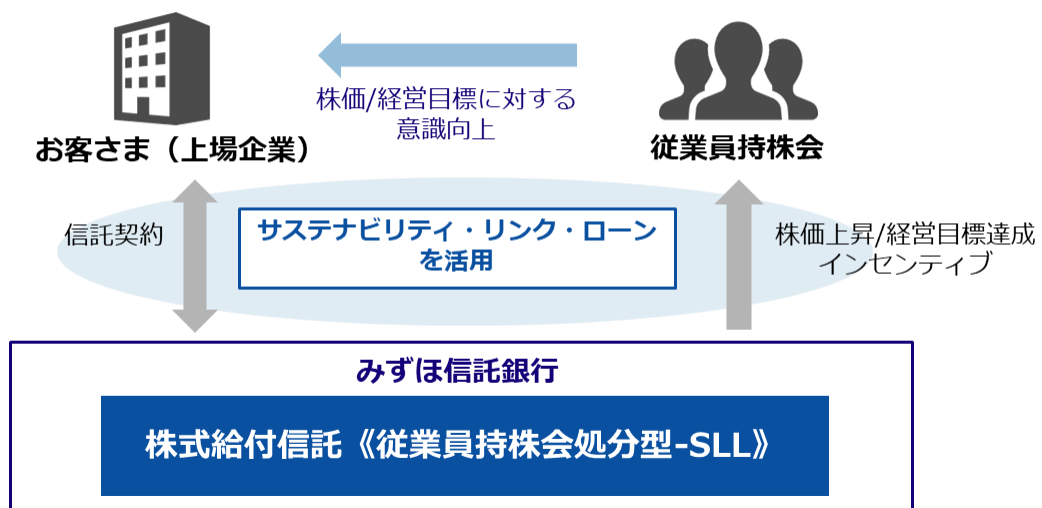 株価/経営目標に対する
意識向上
お客さま（上場企業）
従業員持株会
信託契約
サステナビリティ・リンク・ローン
を活用
株価上昇/経営目標達成
インセンティブ
みずほ信託銀行
株式給付信託《従業員持株会処分型-SLL》